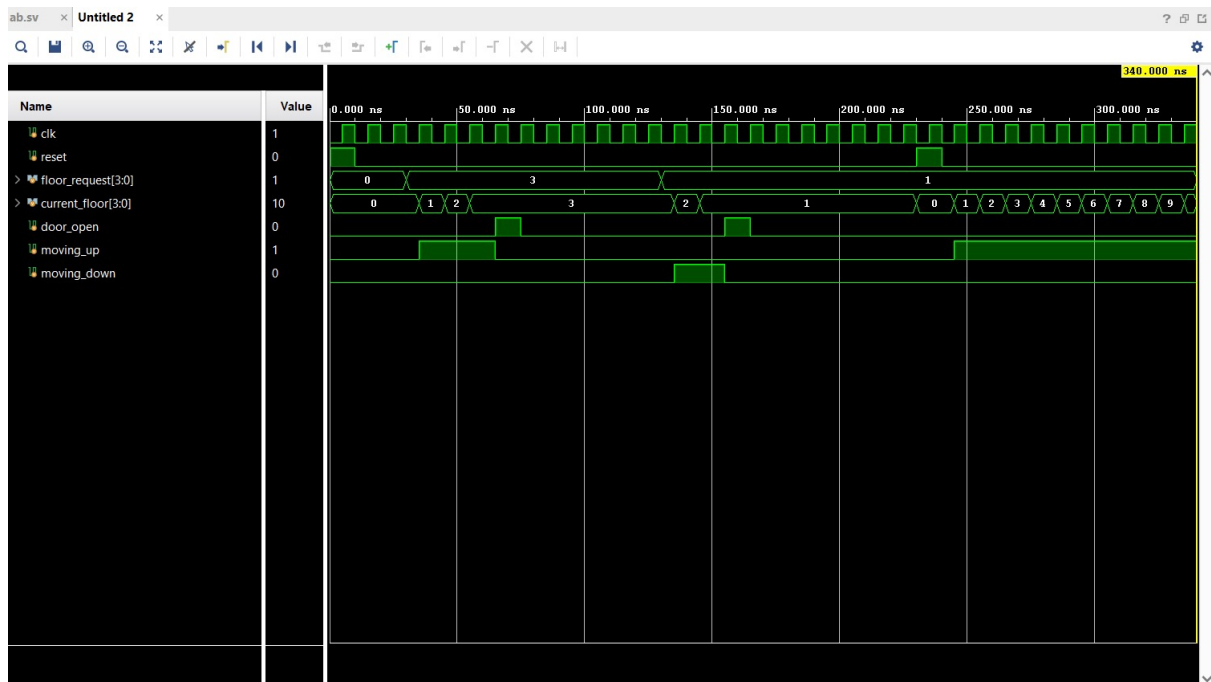 ab.sv × Untitled 2 ×
?
340.000 ns
Name Value
0.000 ns 50.000 ns 100.000 ns 150.000 ns 200.000 ns 250.000 ns 300.000 ns
clk 1
reset 0
floor_request[3:0] 1 0 3 1
current_floor[3:0] 10 0 1 2 3 2 1 0 1 2 3 4 5 6 7 8 9
door_open 0
moving_up 1
moving_down 0